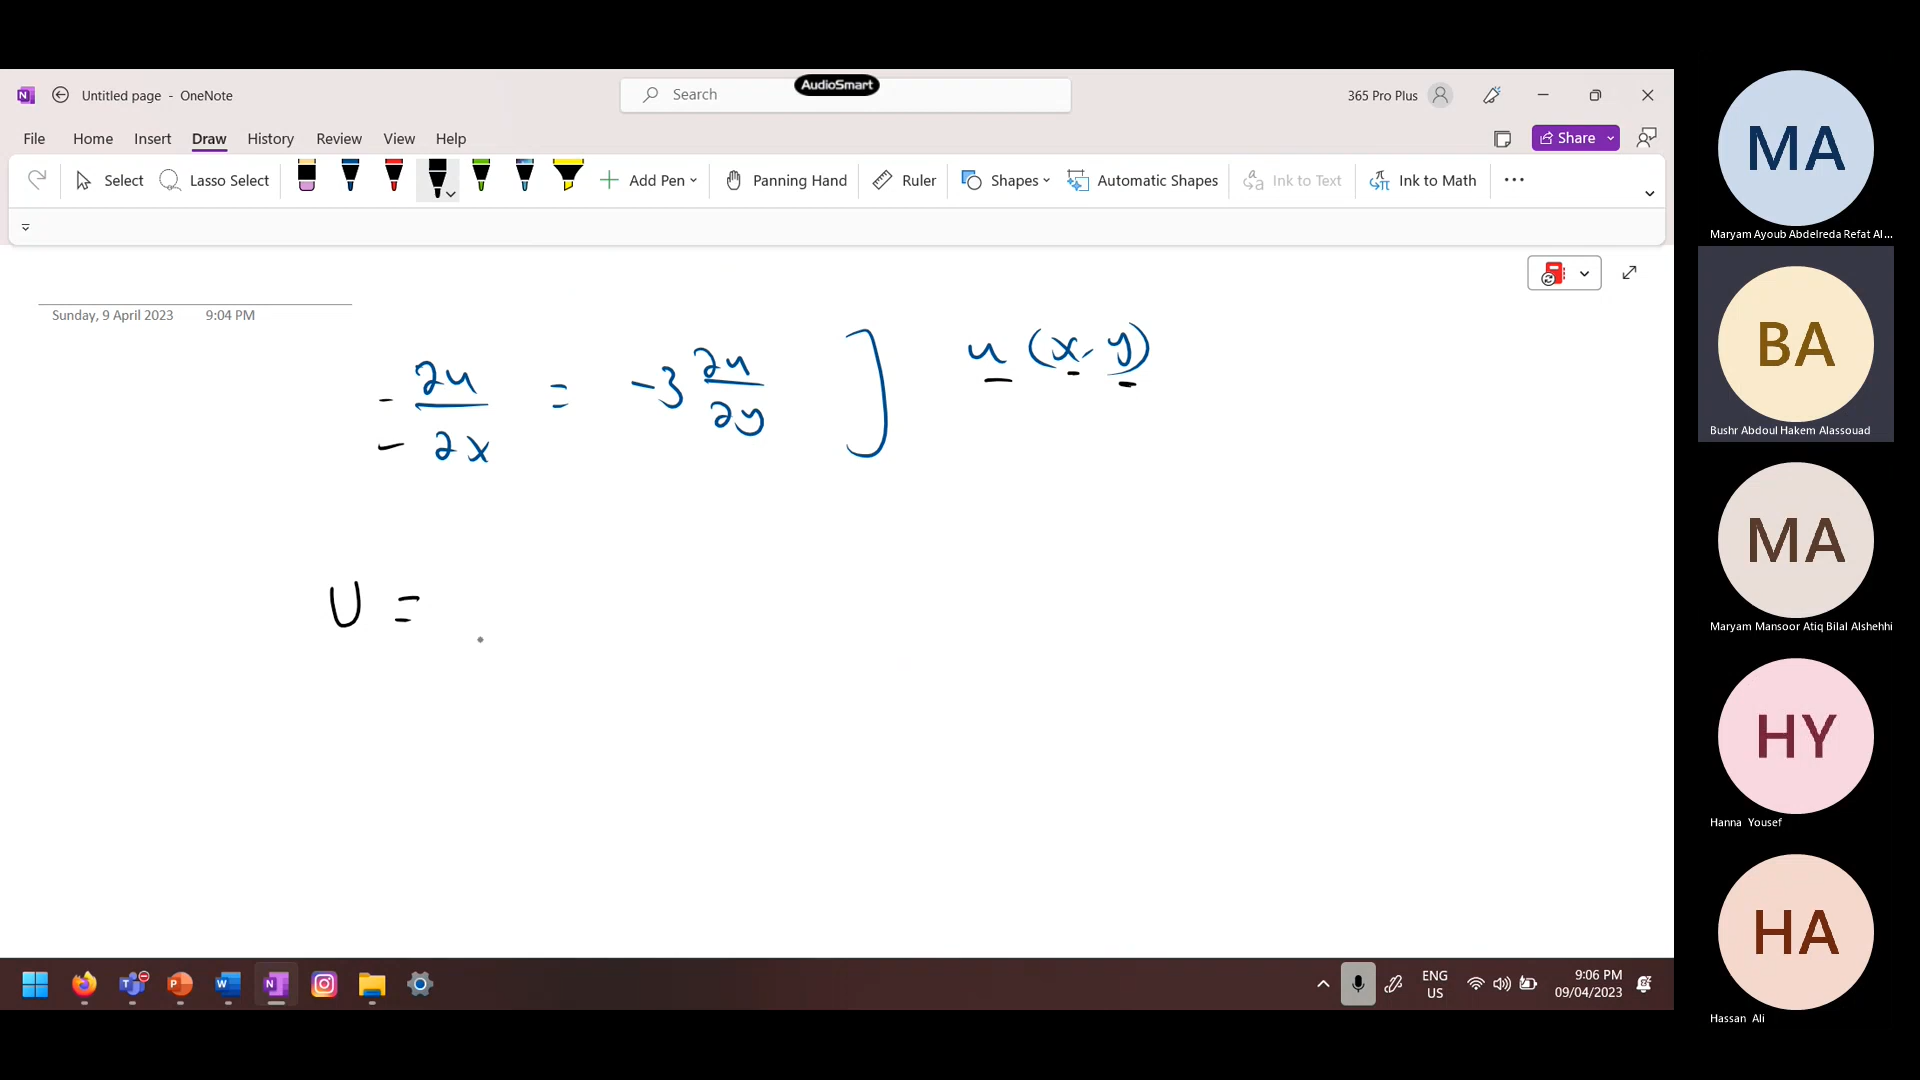 AudioSmart
Untitled page - OneNote
Search
365 Pro Plus
File Home Insert Draw History Review View Help
Share
Select Lasso Select Add Pen Panning Hand Ruler Shapes Automatic Shapes Ink to Text Ink to Math ...
Sunday, 9 April 2023 9:04 PM
- ∂u/∂x = -3 ∂u/∂y ] u (x, y)
-
U =
ENG
US
9:06 PM
09/04/2023
MA
Maryam Ayoub Abdelreda Refat Al...
BA
Bushr Abdoul Hakem Alassouad
MA
Maryam Mansoor Atiq Bilal Alshehhi
HY
Hanna Yousef
HA
Hassan Ali